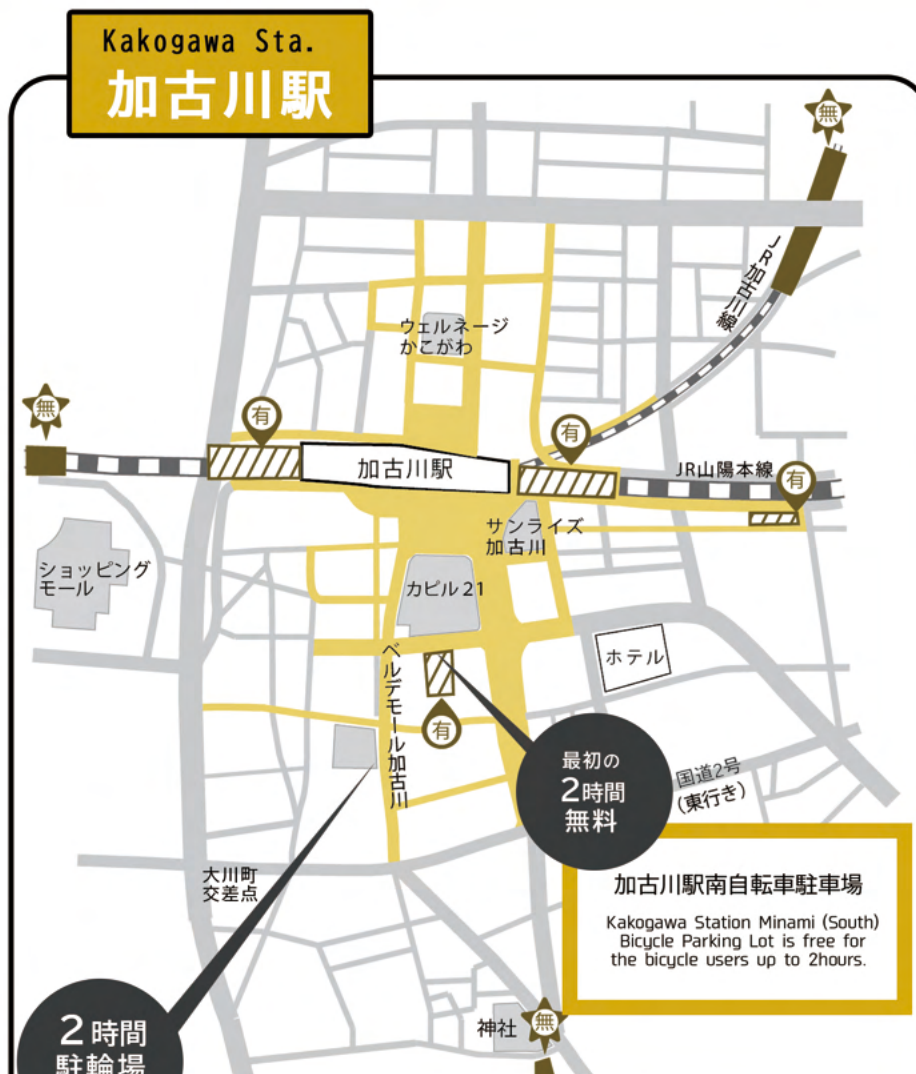 Kakogawa Sta.
加古川駅
無
JR加古川線
ウェルネージ
かこがわ
無
有
有
加古川駅
JR山陽本線
有
サンライズ
加古川
ショッピング
モール
カピル21
ベルデモール加古川
ホテル
有
最初の
2時間
無料
国道2号
(東行き)
大川町
交差点
加古川駅南自転車駐車場
Kakogawa Station Minami (South)
Bicycle Parking Lot is free for
the bicycle users up to 2hours.
2時間
駐輪場
神社
無